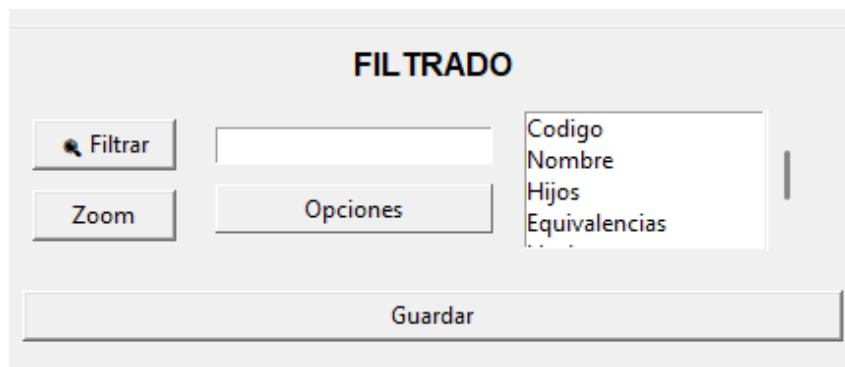 FILTRADO
Filtrar
Zoom
Opciones
Codigo
Nombre
Hijos
Equivalencias
Guardar